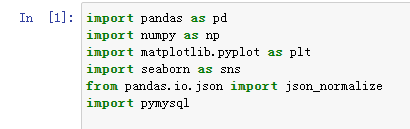 In [1]: import pandas as pd
import numpy as np
import matplotlib.pyplot as plt
import seaborn as sns
from pandas.io.json import json_normalize
import pymysql